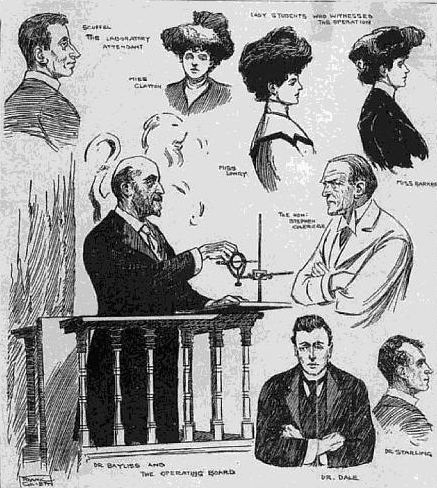 SCUFFEL
THE LABORATORY
ATTENDANT
LADY STUDENTS WHO WITNESSED
THE OPERATION
MISS
CLAYTON
MISS
LOWRY.
MISS BARKER
THE HON:
STEPHEN
COLERIDGE
DR BAYLISS AND
THE OPERATING BOARD
DR. DALE
DR STARLING
FRANK